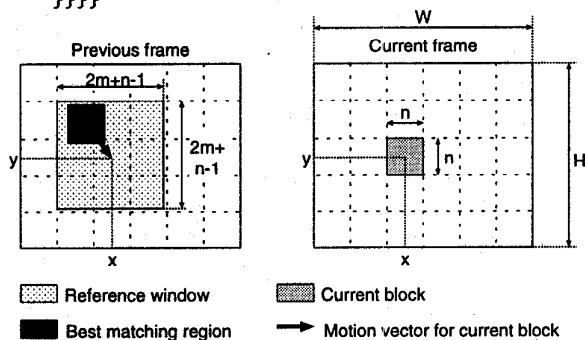 }}}}
W
Previous frame
Current frame
2m+n-1
n
y
2m+
n-1
y
n
H
x
x
Reference window
Current block
Best matching region
Motion vector for current block